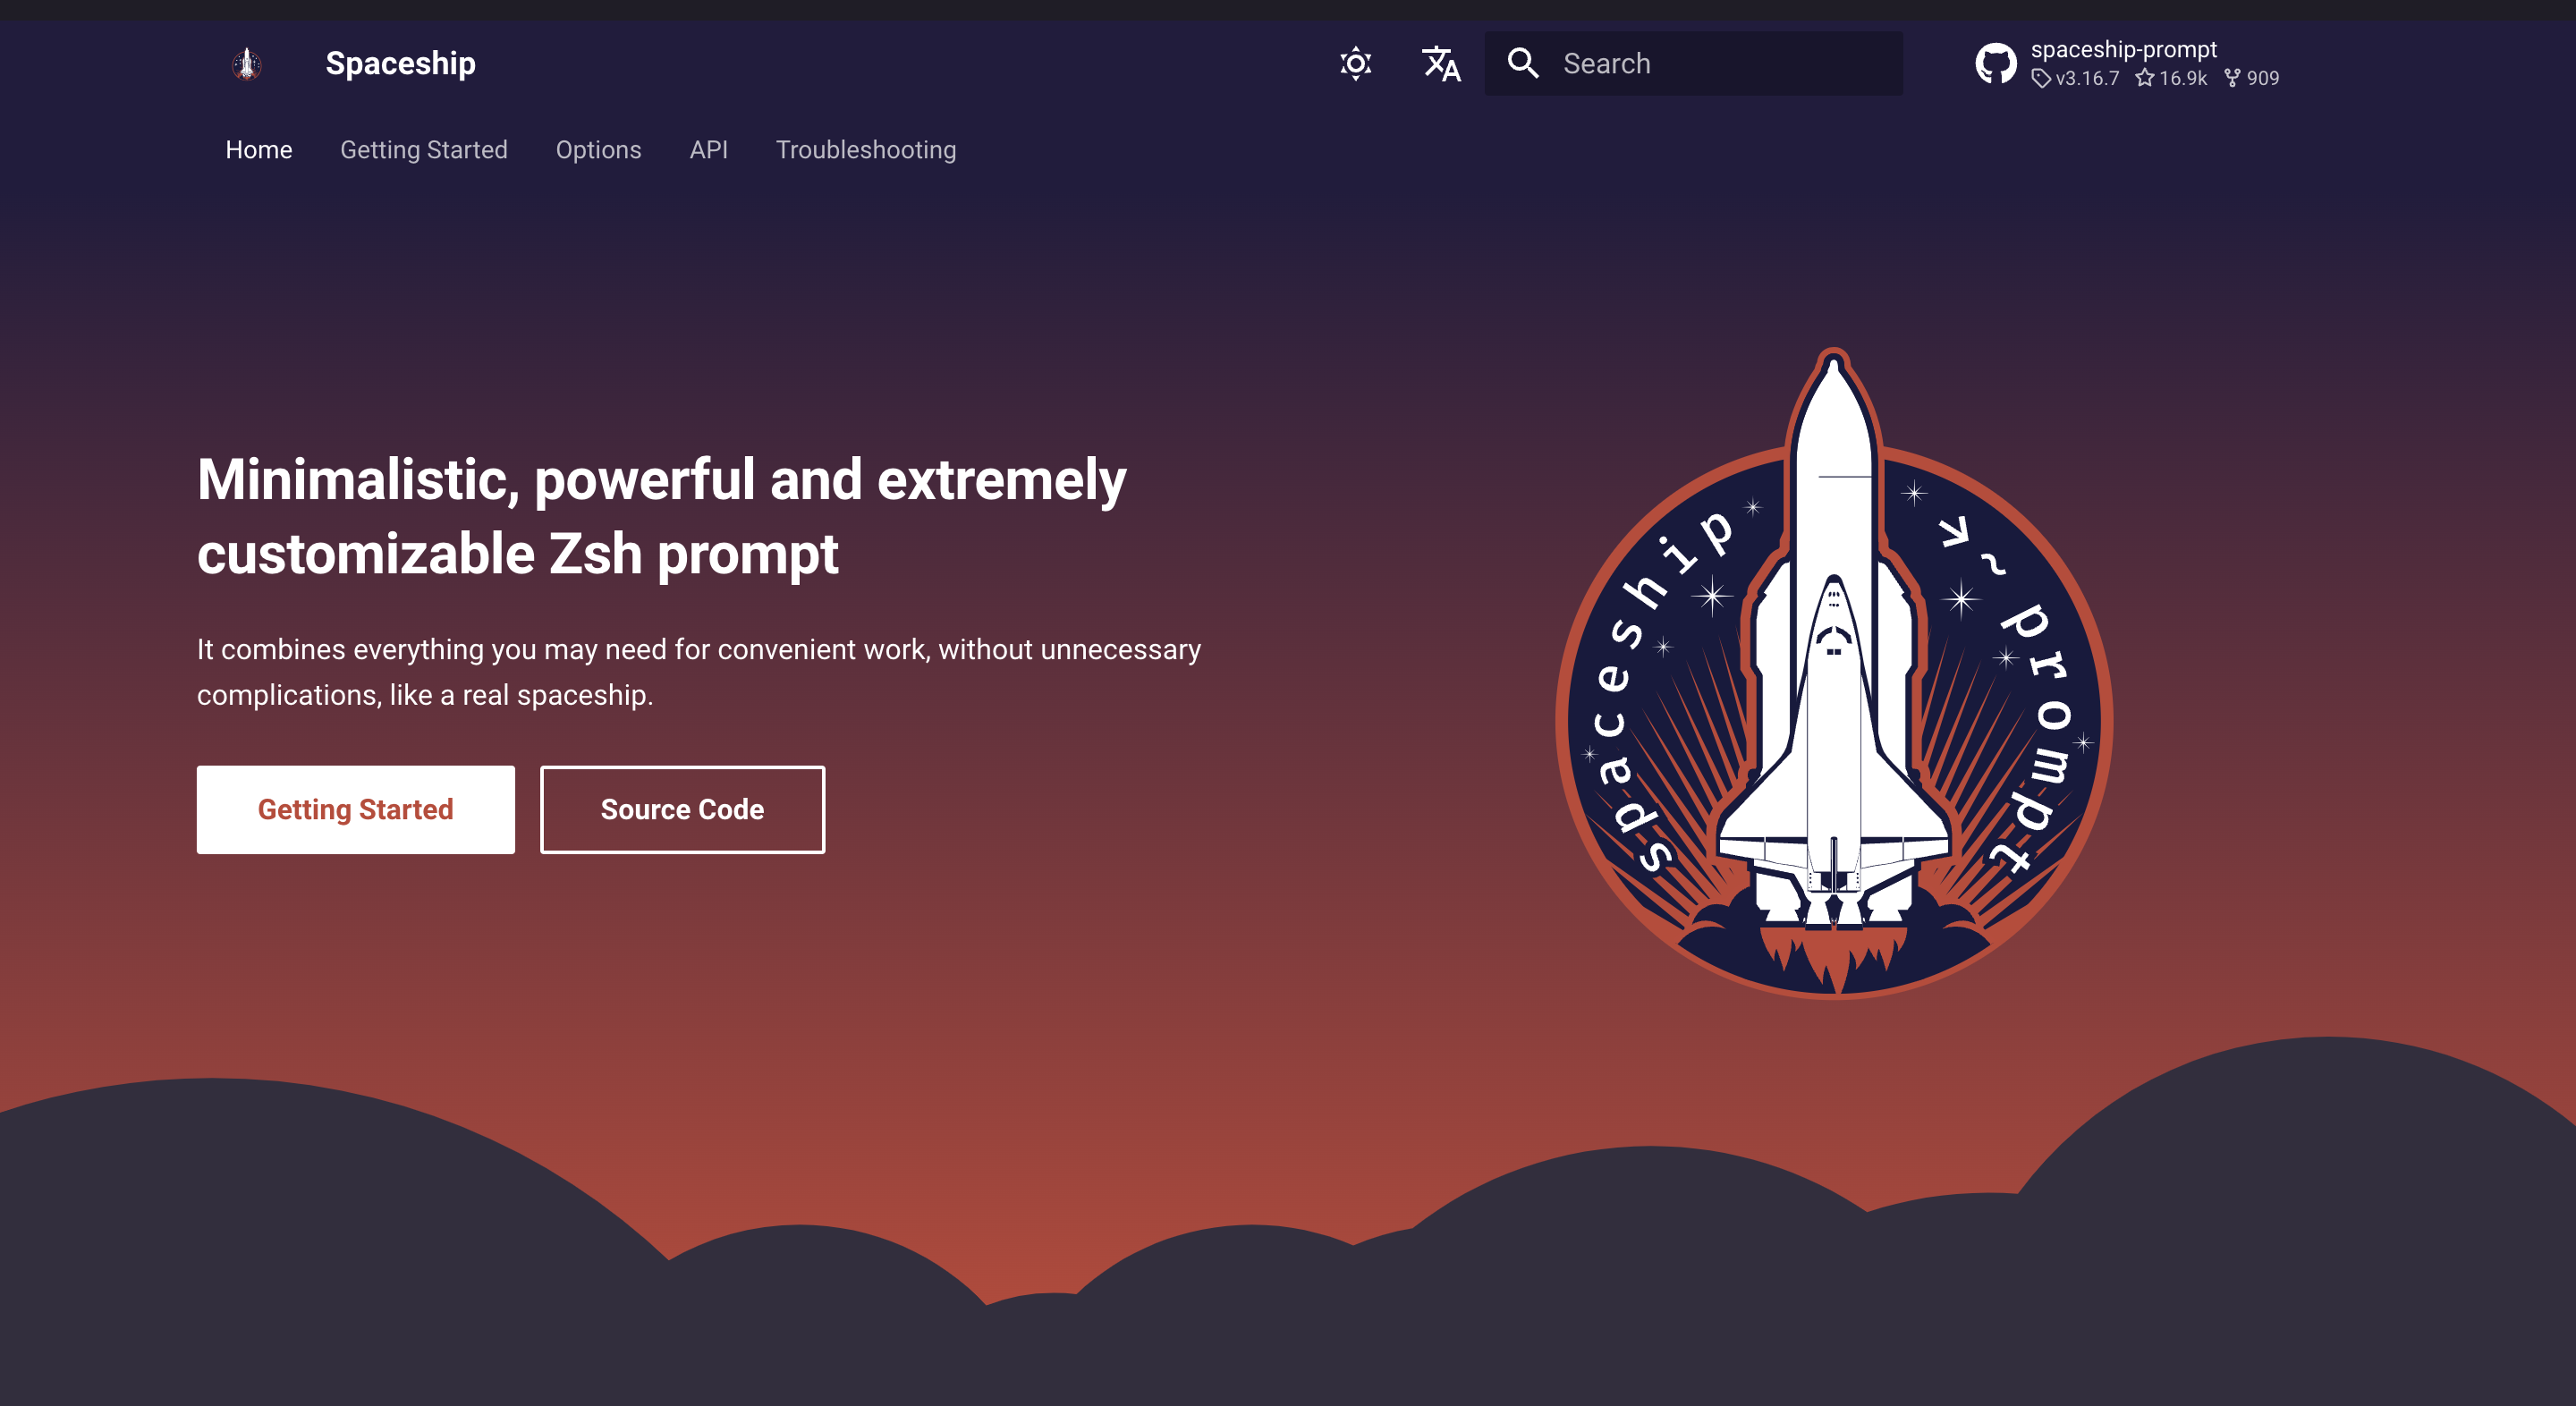 Spaceship
Search
spaceship-prompt
v3.16.7 16.9k 909
Home Getting Started Options API Troubleshooting
Minimalistic, powerful and extremely
customizable Zsh prompt
It combines everything you may need for convenient work, without unnecessary
complications, like a real spaceship.
Getting Started Source Code
spaceship
→ ~ prompt